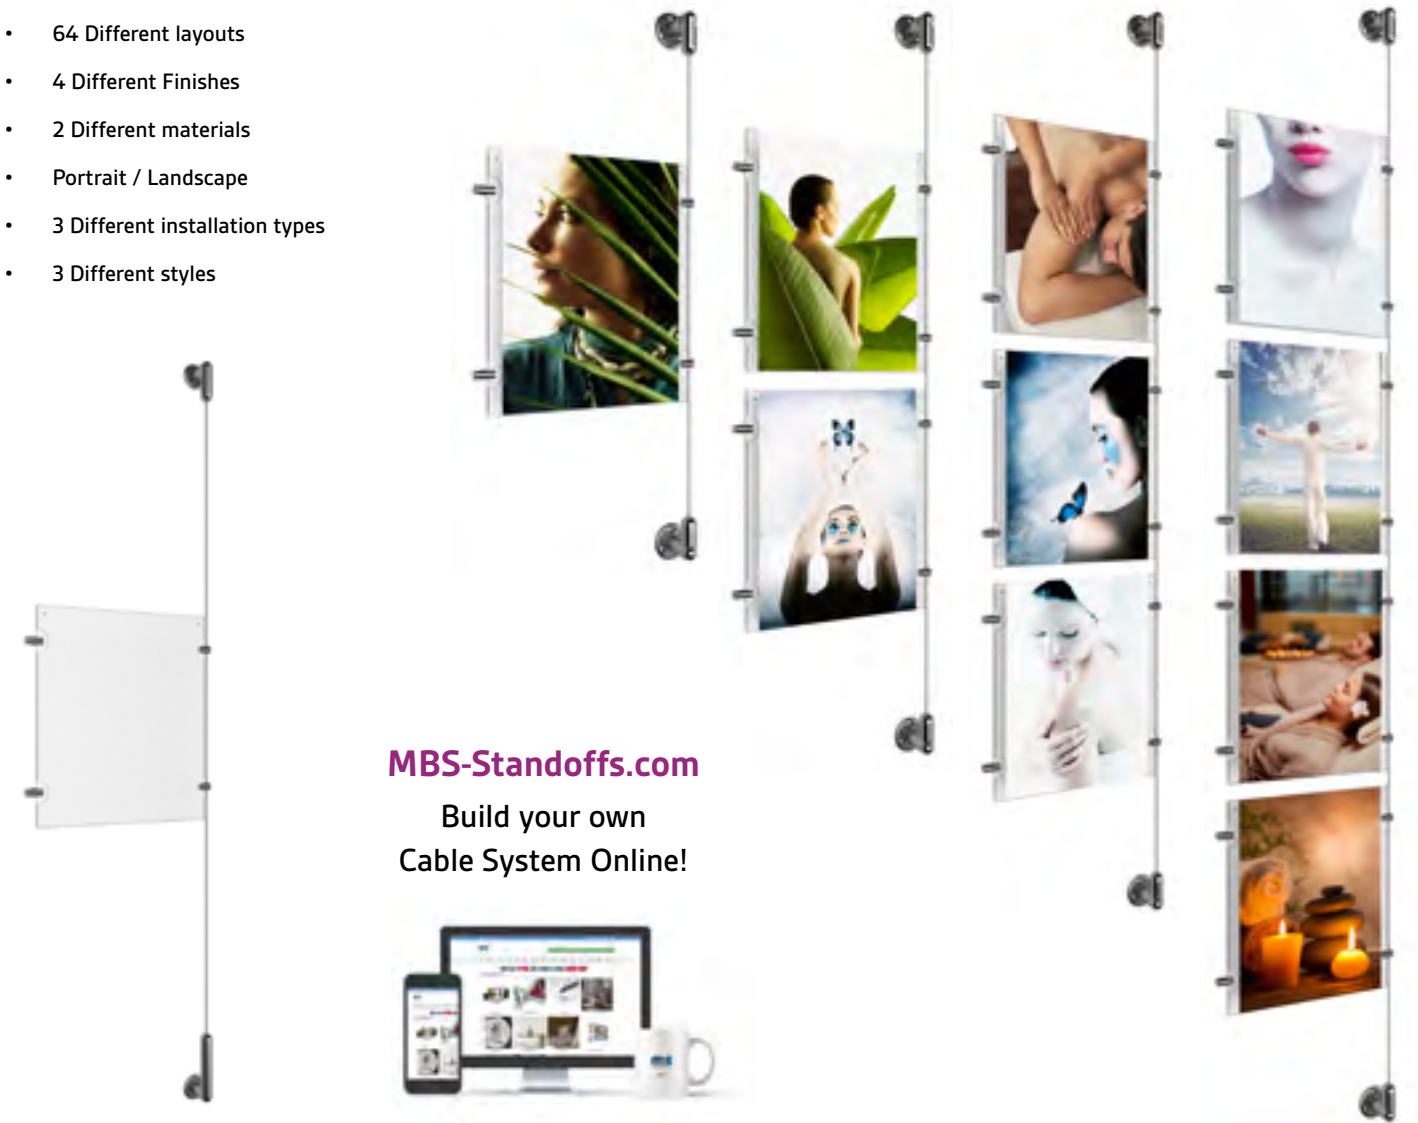 • 64 Different layouts
• 4 Different Finishes
• 2 Different materials
• Portrait / Landscape
• 3 Different installation types
• 3 Different styles
MBS-Standoffs.com
Build your own
Cable System Online!